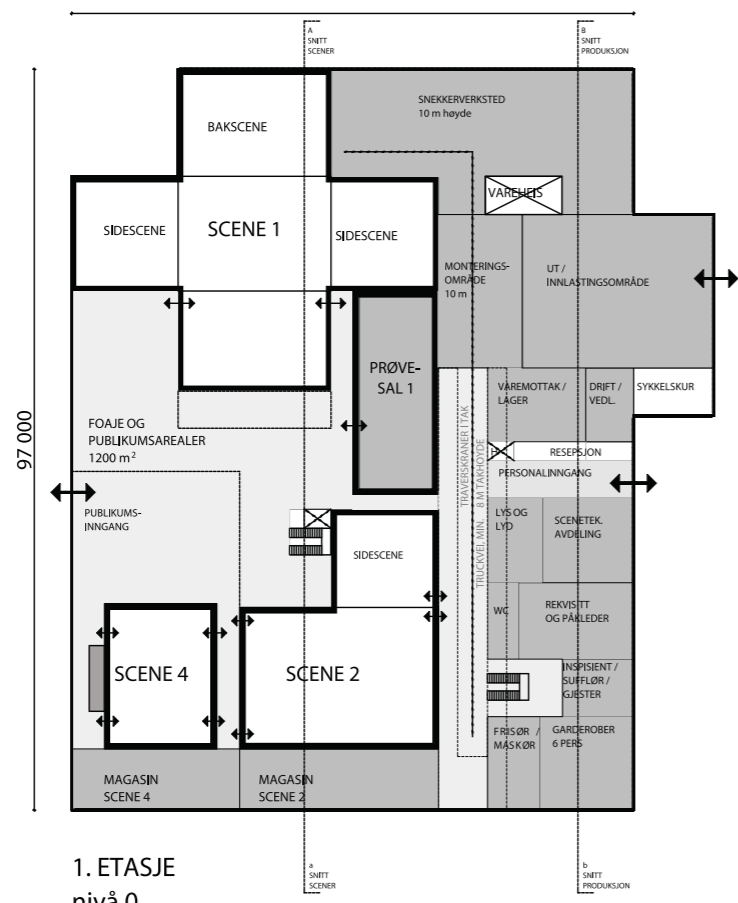 A
SNITT
SCENER
B
SNITT
PRODUKSJON
SNEKKERVERKSTED
10 m høyde
BAKSCENE
VAREHEIS
SIDESCENE
SCENE 1
SIDESCENE
MONTERINGS-
OMRÅDE
10 m
UT /
INNLASTINGSOMRÅDE
PRØVE-
SAL 1
VAREMOTTAK /
LAGER
DRIFT /
VEDL.
SYKKELSKUR
97 000
FOAJE OG
PUBLIKUMSAREALER
1200 m²
TRAVERSKRANER I TAK
TRUCKVEI, MIN. 8 M TAKHOYDE
H
RESEPSJON
PERSONALINNGANG
PUBLIKUMS-
INNGANG
LYS OG
LYD
SCENETEK.
AVDELING
SIDESCENE
WC
REKVISITT
OG PÅKLEDER
SCENE 4
SCENE 2
INSPISIENT /
SUFFLØR /
GJESTER
FRISØR /
MASKØR
GARDEROBER
6 PERS
MAGASIN
SCENE 4
MAGASIN
SCENE 2
1. ETASJE
nivå 0
a
SNITT
SCENER
b
SNITT
PRODUKSJON